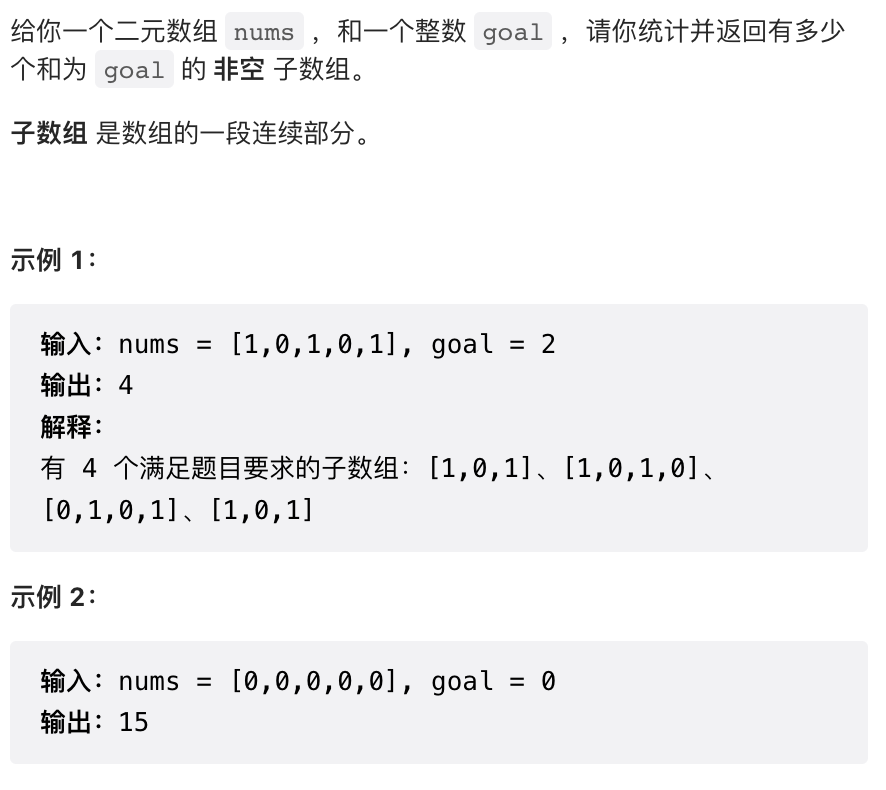 给你一个二元数组 nums ，和一个整数 goal ，请你统计并返回有多少
个和为 goal 的 非空 子数组。
子数组 是数组的一段连续部分。
示例 1：
输入：nums = [1,0,1,0,1], goal = 2
输出：4
解释：
有 4 个满足题目要求的子数组：[1,0,1]、[1,0,1,0]、
[0,1,0,1]、[1,0,1]
示例 2：
输入：nums = [0,0,0,0,0], goal = 0
输出：15